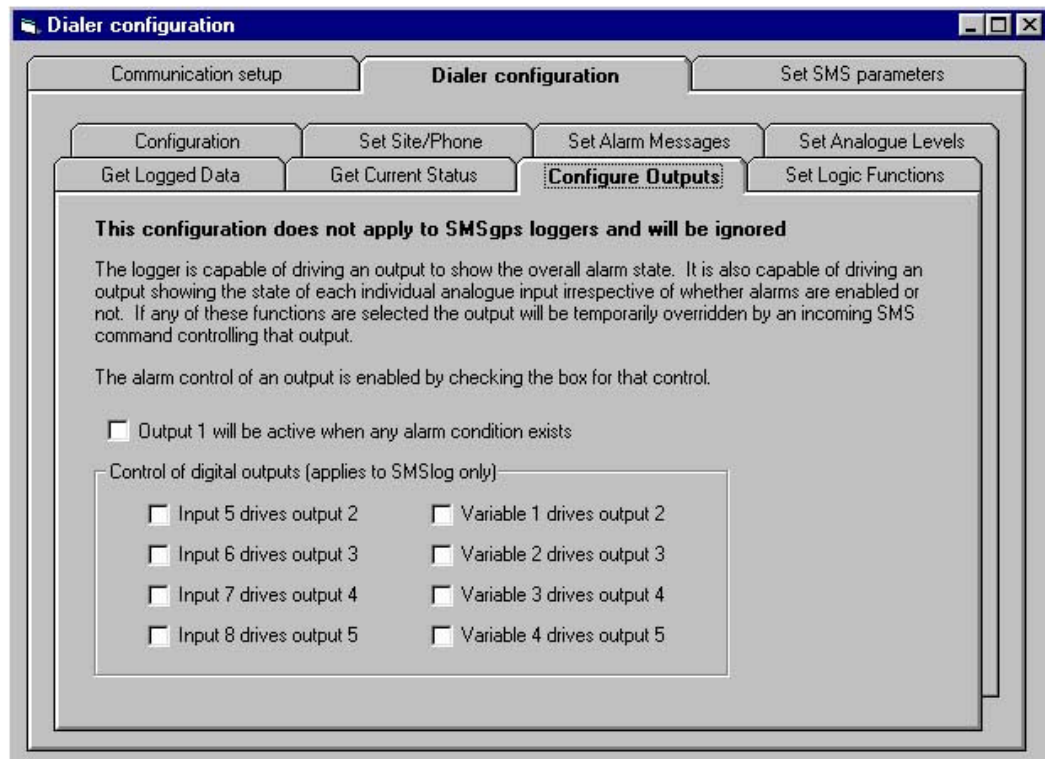 Dialer configuration
Communication setup
Dialer configuration
Set SMS parameters
Configuration
Set Site/Phone
Set Alarm Messages
Set Analogue Levels
Get Logged Data
Get Current Status
Configure Outputs
Set Logic Functions
This configuration does not apply to SMSgps loggers and will be ignored
The logger is capable of driving an output to show the overall alarm state. It is also capable of driving an
output showing the state of each individual analogue input irrespective of whether alarms are enabled or
not. If any of these functions are selected the output will be temporarily overridden by an incoming SMS
command controlling that output.
The alarm control of an output is enabled by checking the box for that control.
Output 1 will be active when any alarm condition exists
Control of digital outputs (applies to SMSlog only)
Input 5 drives output 2
Variable 1 drives output 2
Input 6 drives output 3
Variable 2 drives output 3
Input 7 drives output 4
Variable 3 drives output 4
Input 8 drives output 5
Variable 4 drives output 5